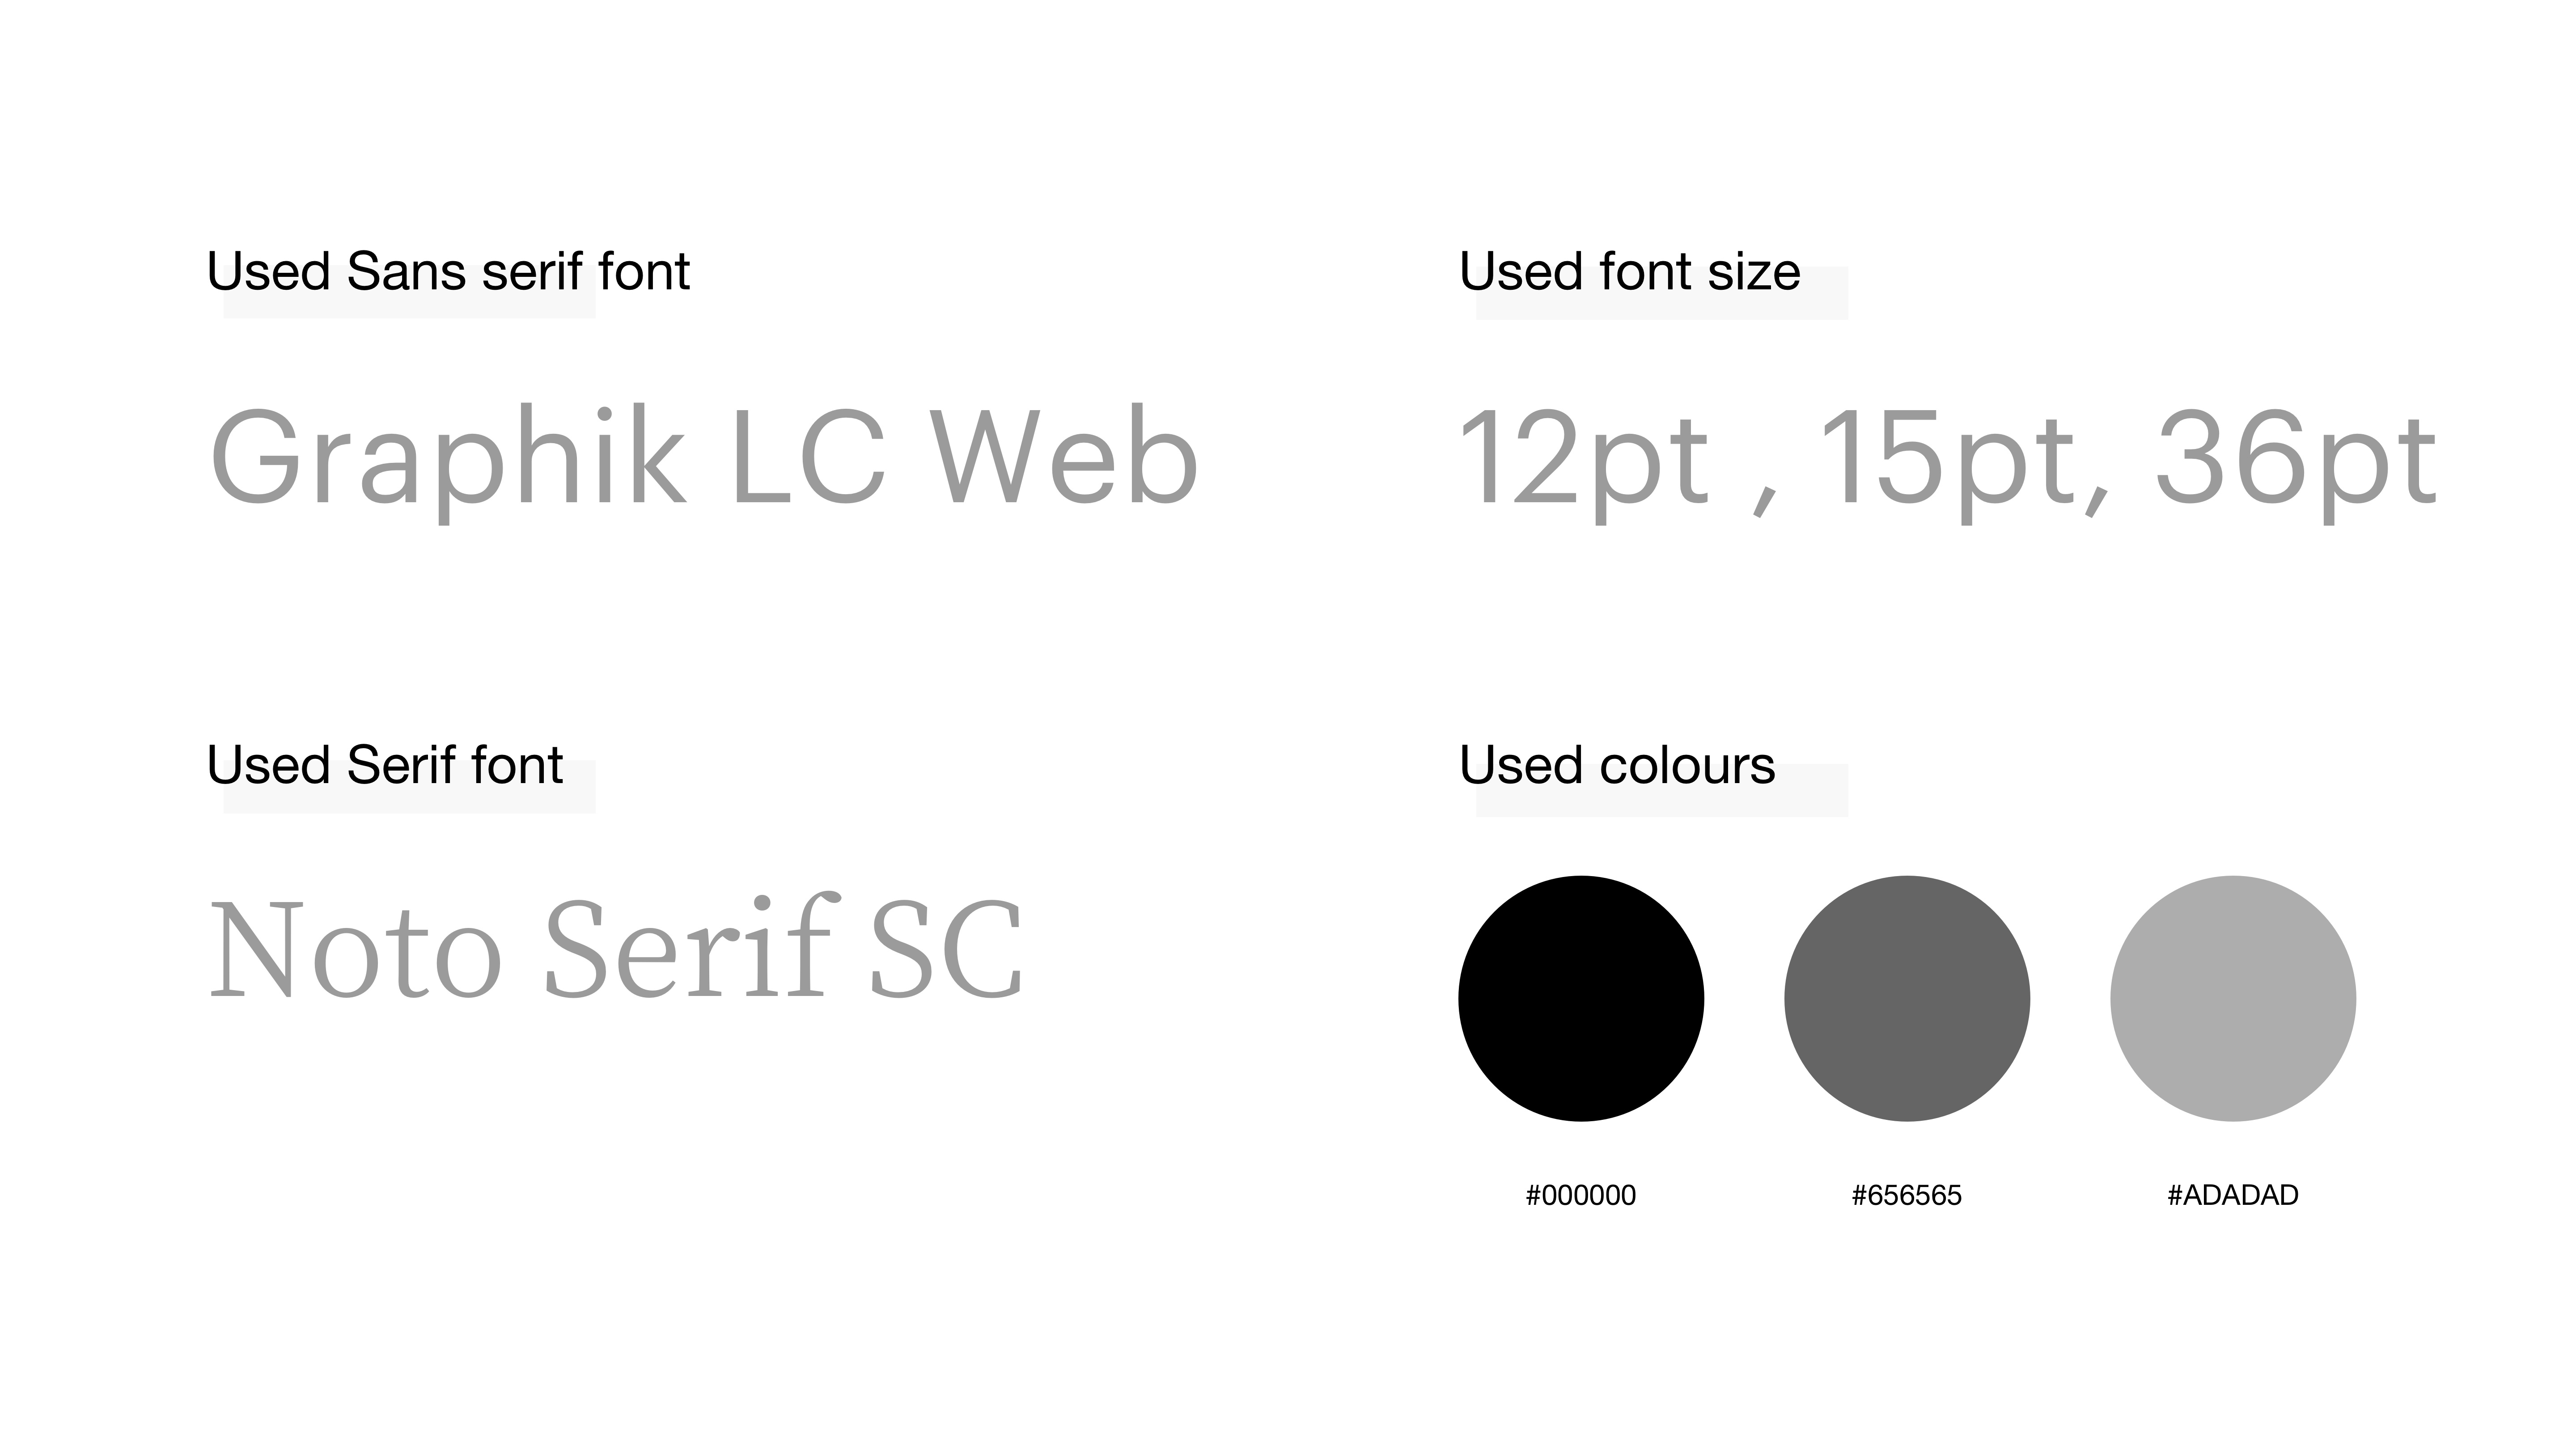 Used Sans serif font
Graphik LC Web
Used font size
12pt , 15pt, 36pt
Used Serif font
Noto Serif SC
Used colours
#000000
#656565
#ADADAD